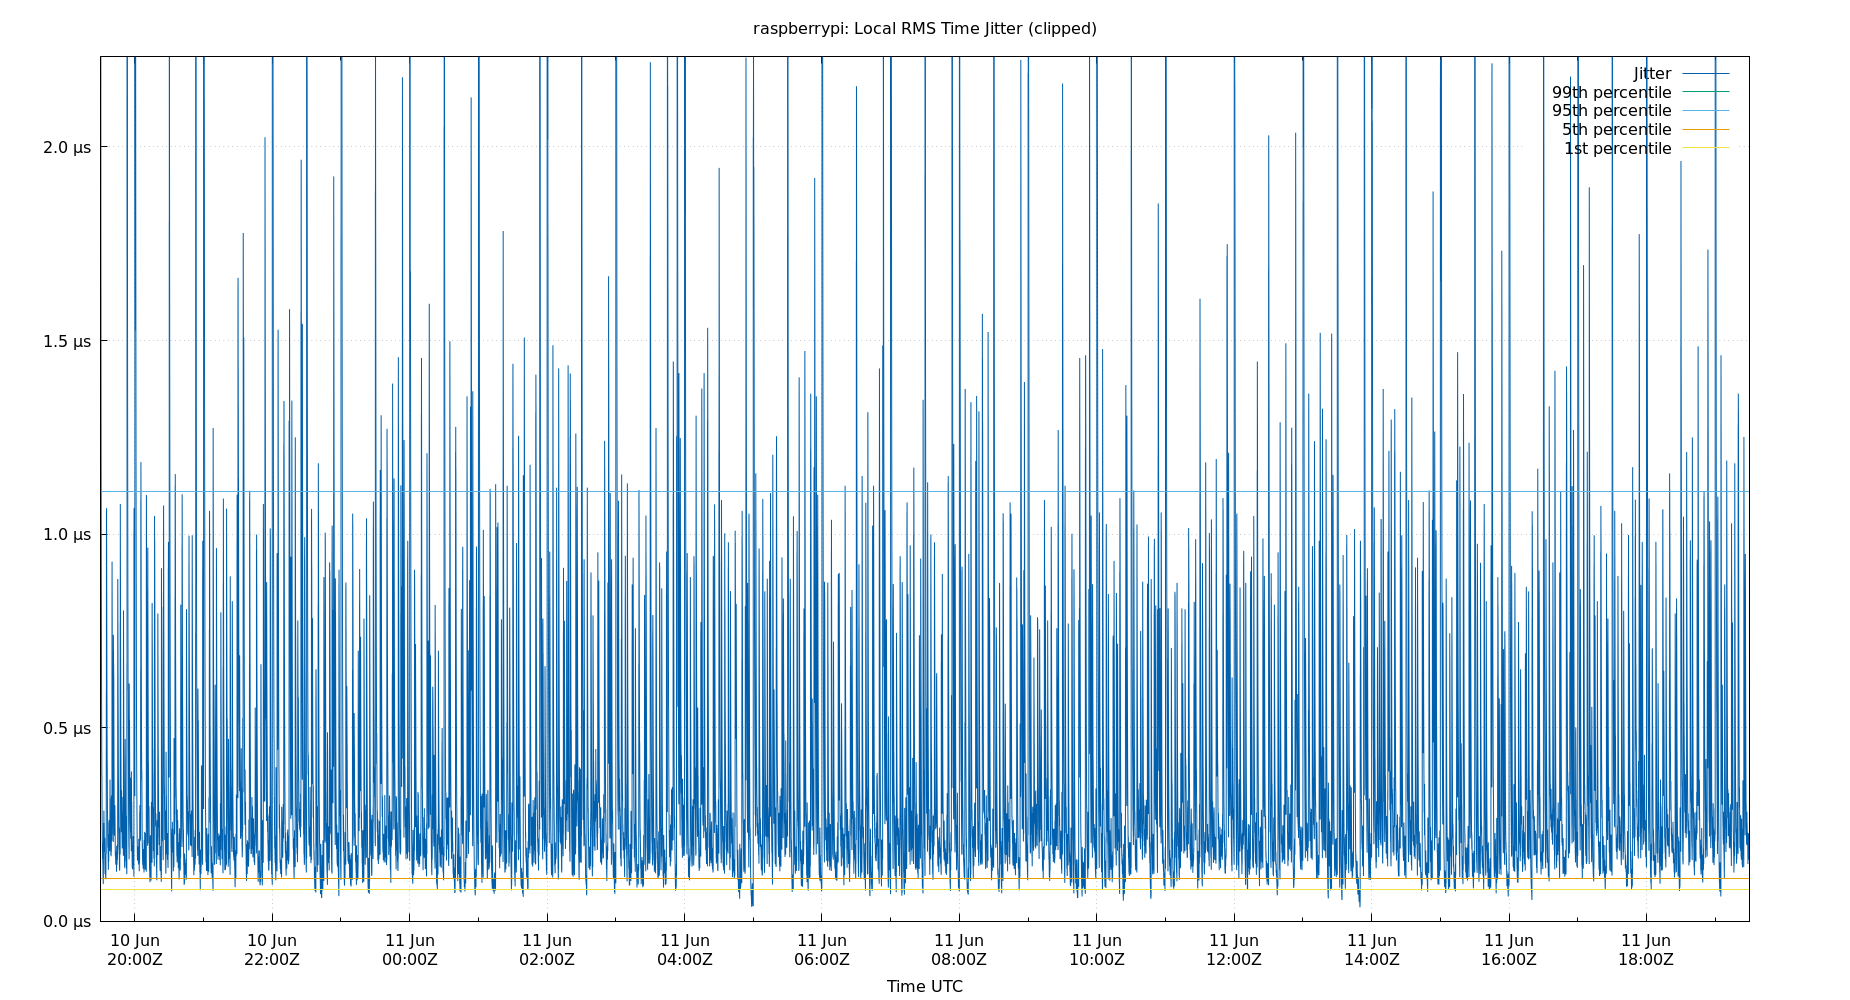 raspberrypi: Local RMS Time Jitter (clipped)
Jitter
99th percentile
95th percentile
5th percentile
1st percentile
2.0 µs
1.5 µs
1.0 µs
0.5 µs
0.0 µs
10 Jun 10 Jun 11 Jun 11 Jun 11 Jun 11 Jun 11 Jun 11 Jun 11 Jun 11 Jun 11 Jun 11 Jun
20:00Z 22:00Z 00:00Z 02:00Z 04:00Z 06:00Z 08:00Z 10:00Z 12:00Z 14:00Z 16:00Z 18:00Z
Time UTC